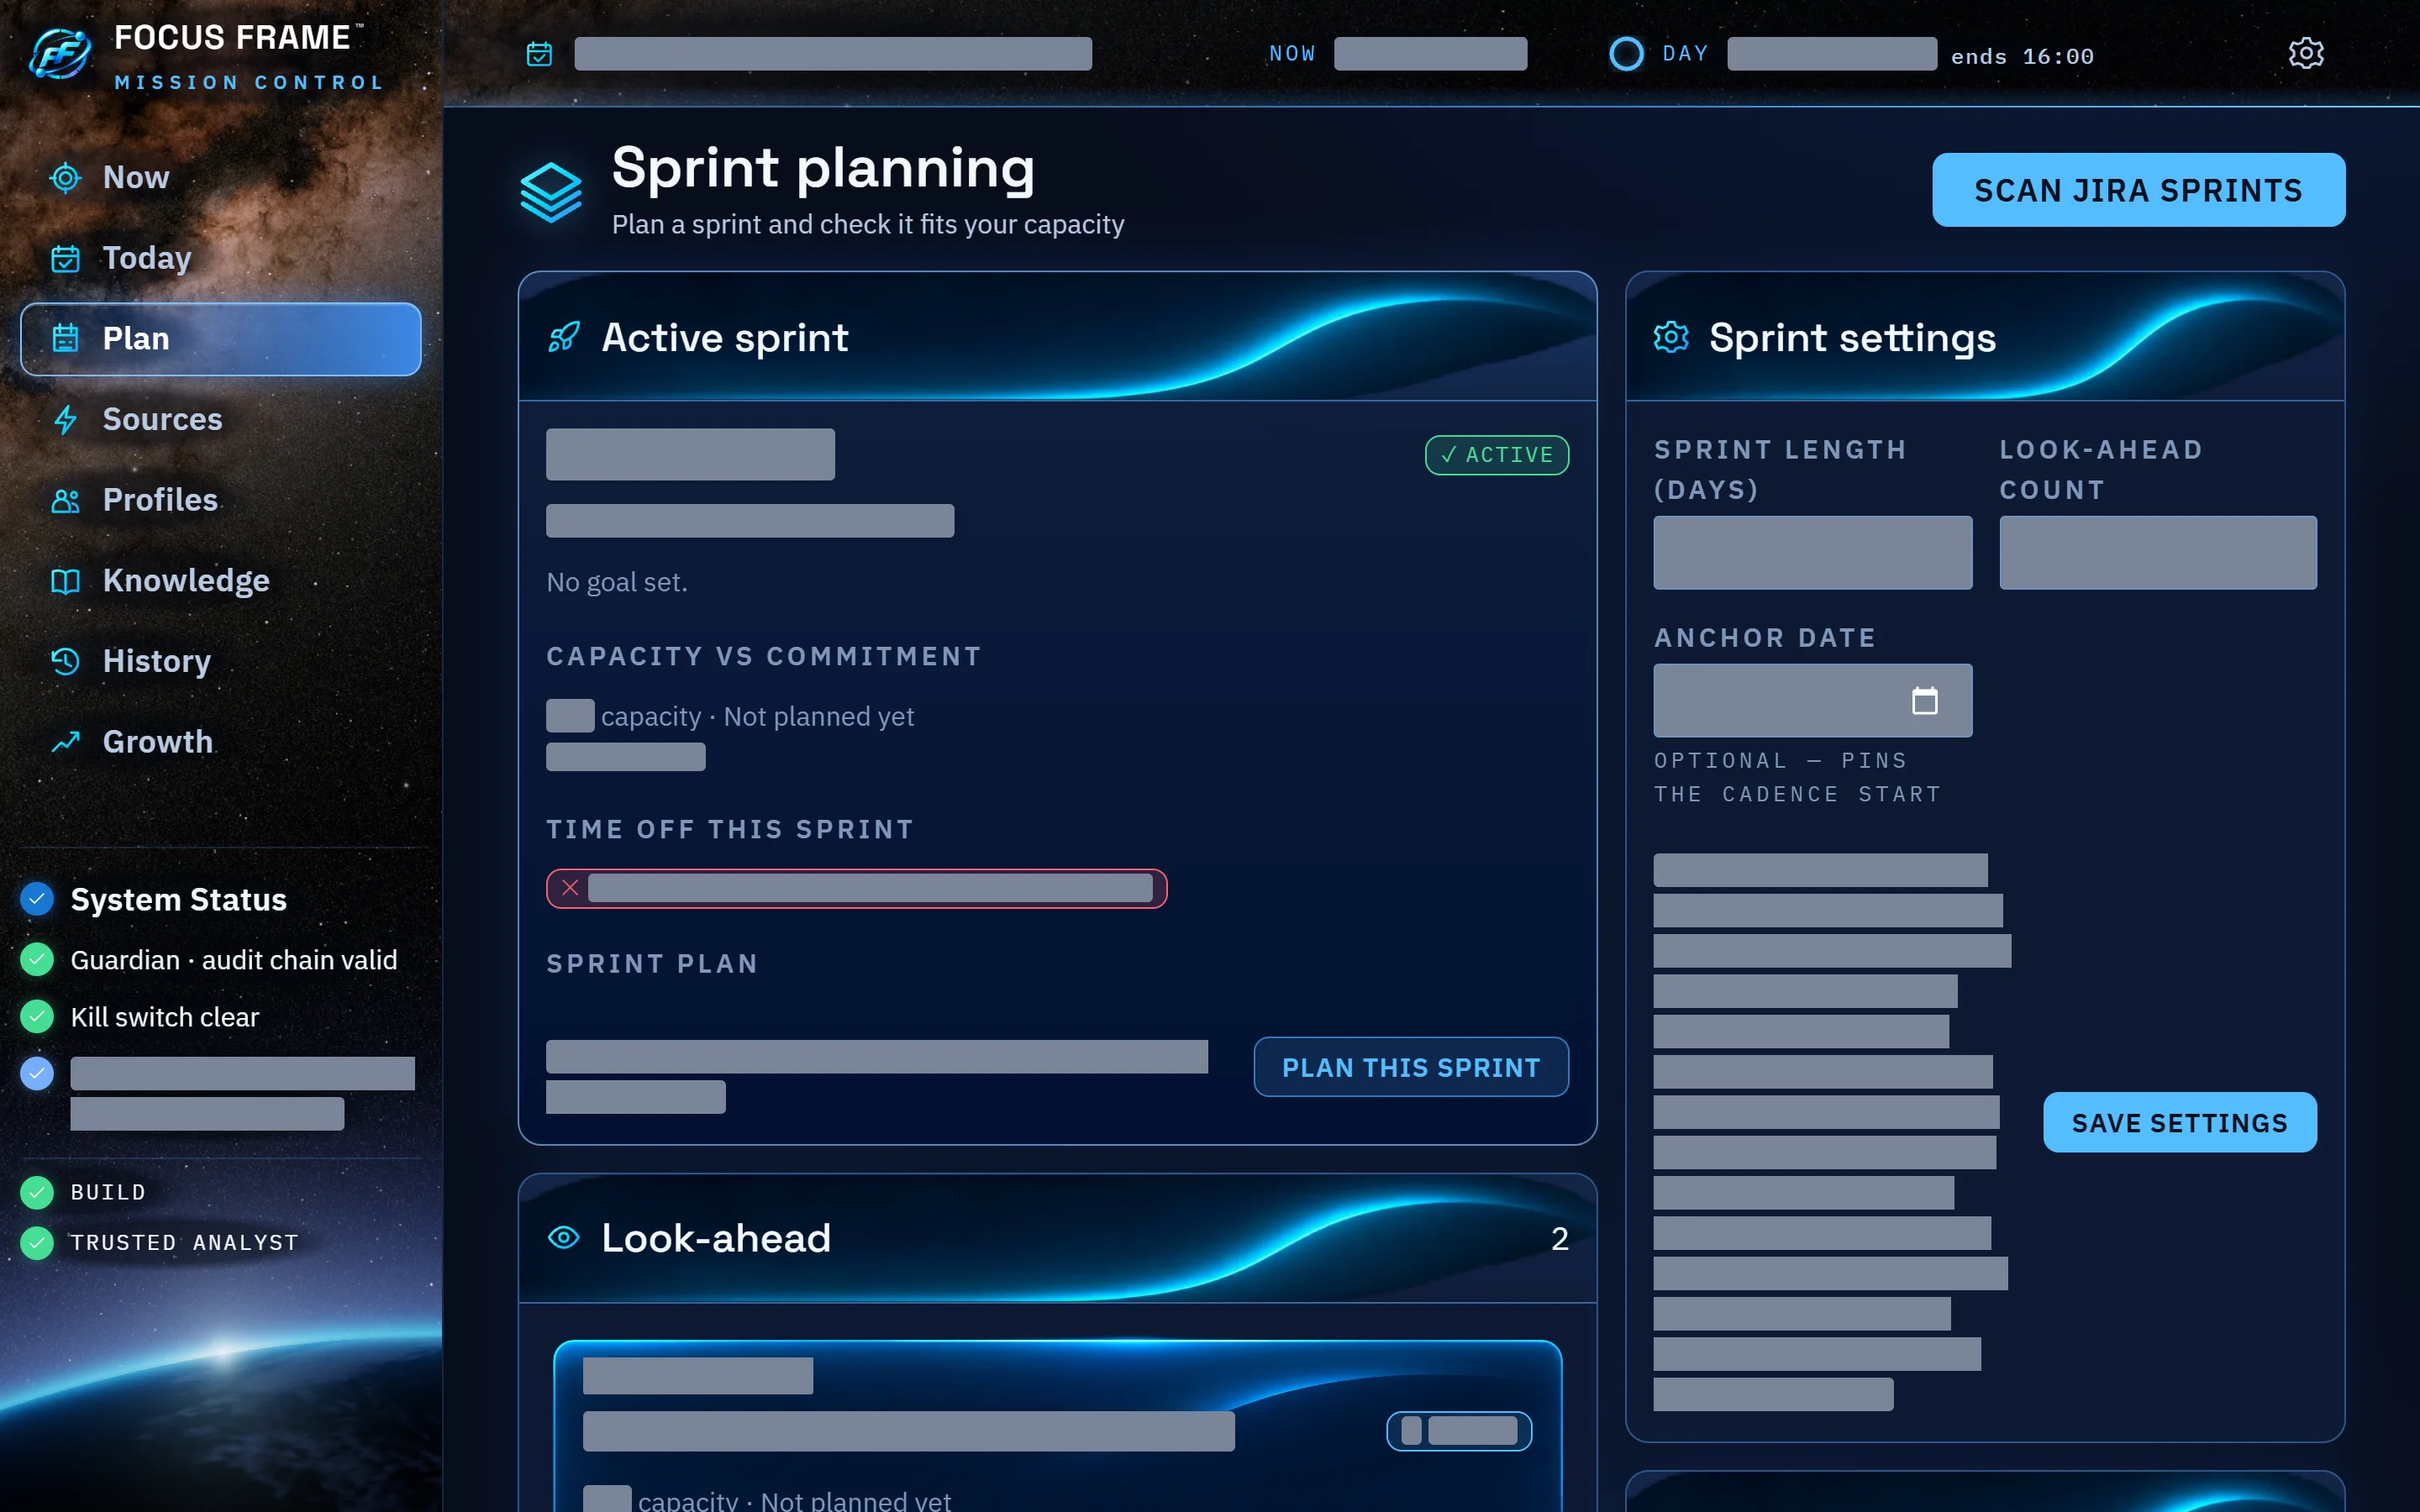 FOCUS FRAME™
MISSION CONTROL
Now
Today
Plan
Sources
Profiles
Knowledge
History
Growth
System Status
Guardian · audit chain valid
Kill switch clear
BUILD
TRUSTED ANALYST
NOW
DAY
ends 16:00
Sprint planning
Plan a sprint and check it fits your capacity
SCAN JIRA SPRINTS
Active sprint
✓ ACTIVE
No goal set.
CAPACITY VS COMMITMENT
capacity · Not planned yet
TIME OFF THIS SPRINT
SPRINT PLAN
PLAN THIS SPRINT
Look-ahead
2
capacity · Not planned yet
Sprint settings
SPRINT LENGTH
(DAYS)
LOOK-AHEAD
COUNT
ANCHOR DATE
OPTIONAL — PINS
THE CADENCE START
SAVE SETTINGS